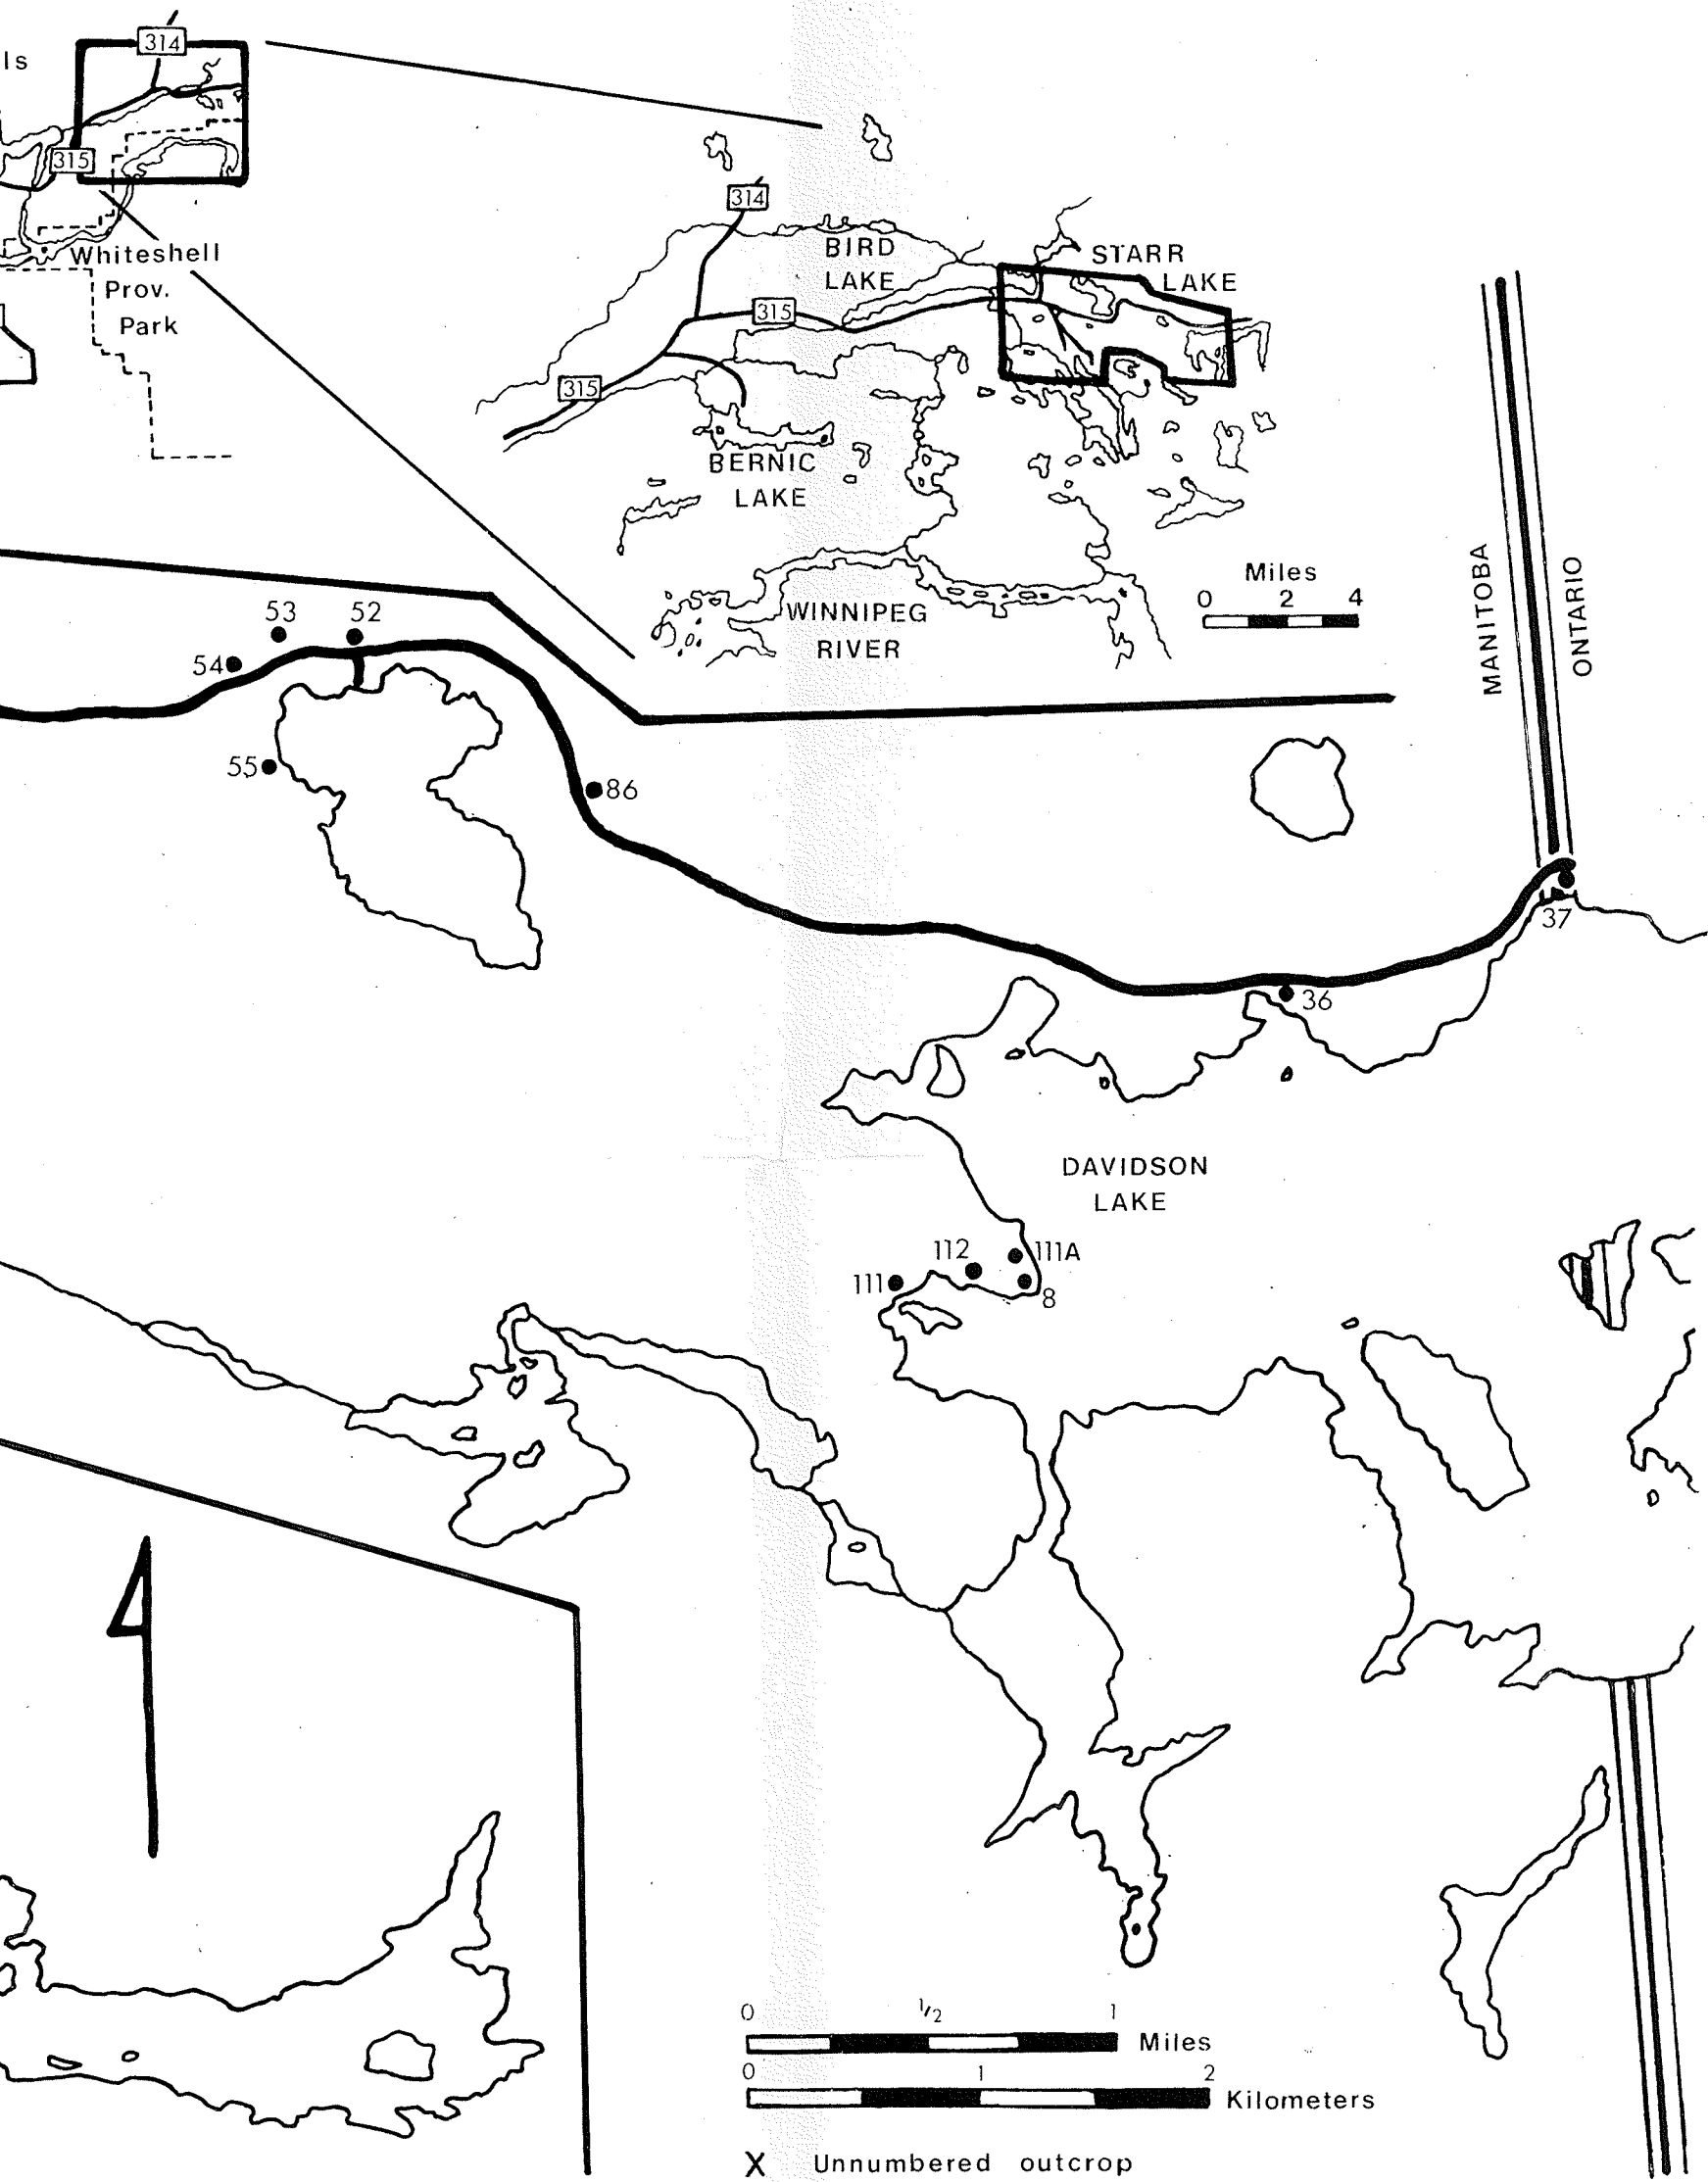 314
ls
315
Whiteshell
Prov.
Park
314
BIRD
LAKE
STARR
LAKE
315
315
BERNIC
LAKE
WINNIPEG
RIVER
Miles
0 2 4
MANITOBA
ONTARIO
53
52
54
55
86
37
36
DAVIDSON
LAKE
112
111A
111
8
0 1/2 1
Miles
0 1 2
Kilometers
X Unnumbered outcrop